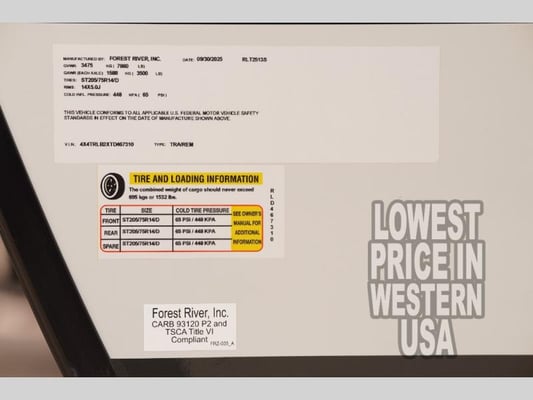 MANUFACTURED BY: FOREST RIVER, INC. DATE: 09/30/2025 RLT2513S
GVWR: 3475 KG( 7660 LB)
GAWR (EACH AXLE) 1588 KG( 3500 LB)
TIRES: ST205/75R14/D
RIMS: 14X5.0J
COLD INFL. PRESSURE: 448 KPA( 65 PSI)
THIS VEHICLE CONFORMS TO ALL APPLICABLE U.S. FEDERAL MOTOR VEHICLE SAFETY
STANDARDS IN EFFECT ON THE DATE OF MANUFACTURE SHOWN ABOVE.
V.I.N. 4X4TRLB2XTD467310 TYPE: TRA/REM
TIRE AND LOADING INFORMATION
The combined weight of cargo should never exceed
695 kgs or 1532 lbs.
TIRE SIZE COLD TIRE PRESSURE
FRONT ST205/75R14/D 65 PSI / 448 KPA
REAR ST205/75R14/D 65 PSI / 448 KPA
SPARE ST205/75R14/D 65 PSI / 448 KPA
SEE OWNER'S
MANUAL FOR
ADDITIONAL
INFORMATION
RLD467310
Forest River, Inc.
CARB 93120 P2 and
TSCA Title VI
Compliant
FRZ-033_A
LOWEST
PRICE IN
WESTERN
USA